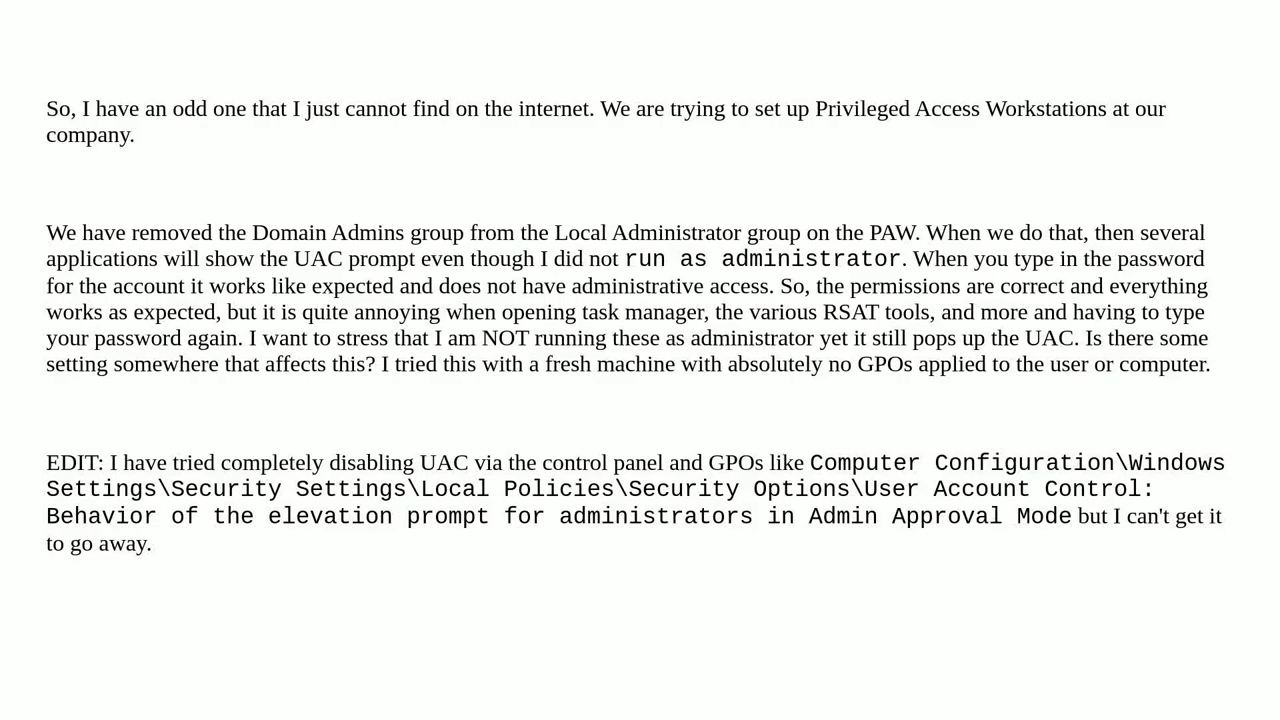 So, I have an odd one that I just cannot find on the internet. We are trying to set up Privileged Access Workstations at our
company.
We have removed the Domain Admins group from the Local Administrator group on the PAW. When we do that, then several
applications will show the UAC prompt even though I did not run as administrator. When you type in the password
for the account it works like expected and does not have administrative access. So, the permissions are correct and everything
works as expected, but it is quite annoying when opening task manager, the various RSAT tools, and more and having to type
your password again. I want to stress that I am NOT running these as administrator yet it still pops up the UAC. Is there some
setting somewhere that affects this? I tried this with a fresh machine with absolutely no GPOs applied to the user or computer.
EDIT: I have tried completely disabling UAC via the control panel and GPOs like Computer Configuration\Windows
Settings\Security Settings\Local Policies\Security Options\User Account Control:
Behavior of the elevation prompt for administrators in Admin Approval Mode but I can't get it
to go away.